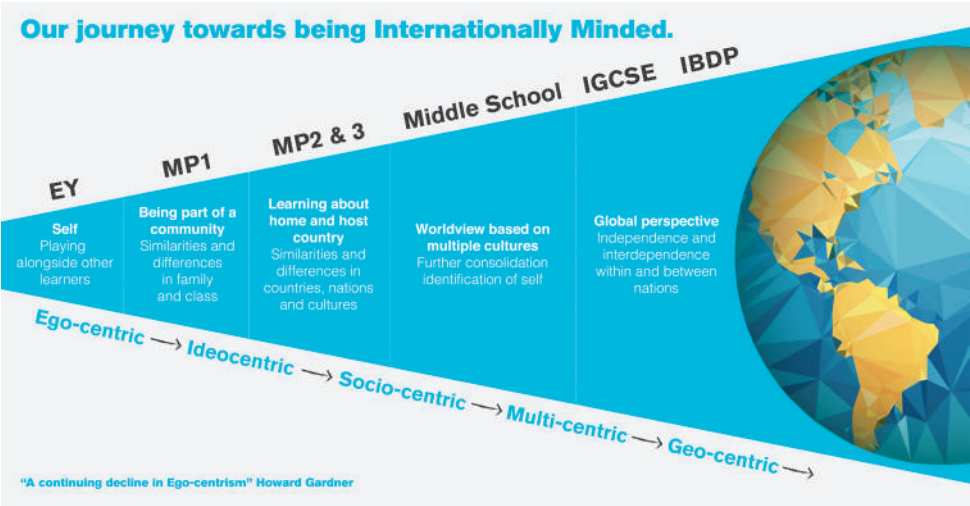 Our journey towards being Internationally Minded.
EY
MP1
MP2 & 3
Middle School
IGCSE
IBDP
Self
Playing
alongside other
learners
Being part of a
community
Similarities and
differences
in family
and class
Learning about
home and host
country
Similarities and
differences in
countries, nations
and cultures
Worldview based on
multiple cultures
Further consolidation
identification of self
Global perspective
Independence and
interdependence
within and between
nations
Ego-centric → Ideocentric → Socio-centric → Multi-centric → Geo-centric →
“A continuing decline in Ego-centrism” Howard Gardner